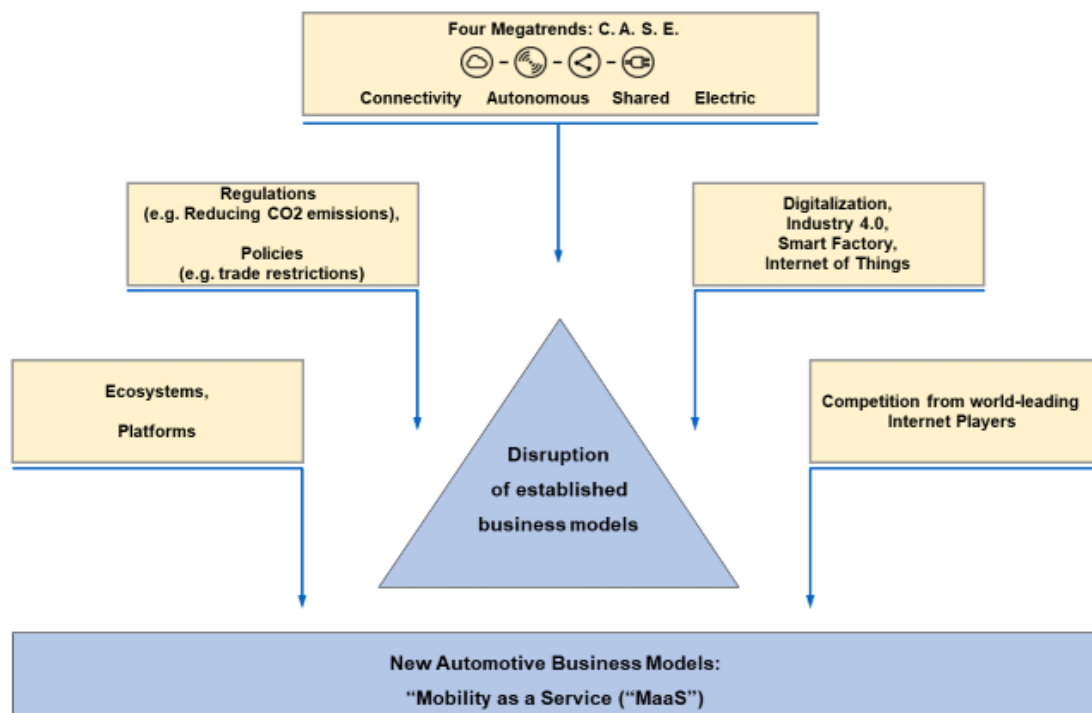 Four Megatrends: C. A. S. E.
Connectivity Autonomous Shared Electric
Regulations
(e.g. Reducing CO2 emissions),
Policies
(e.g. trade restrictions)
Digitalization,
Industry 4.0,
Smart Factory,
Internet of Things
Ecosystems,
Platforms
Competition from world-leading
Internet Players
Disruption
of established
business models
New Automotive Business Models:
“Mobility as a Service (“MaaS”)